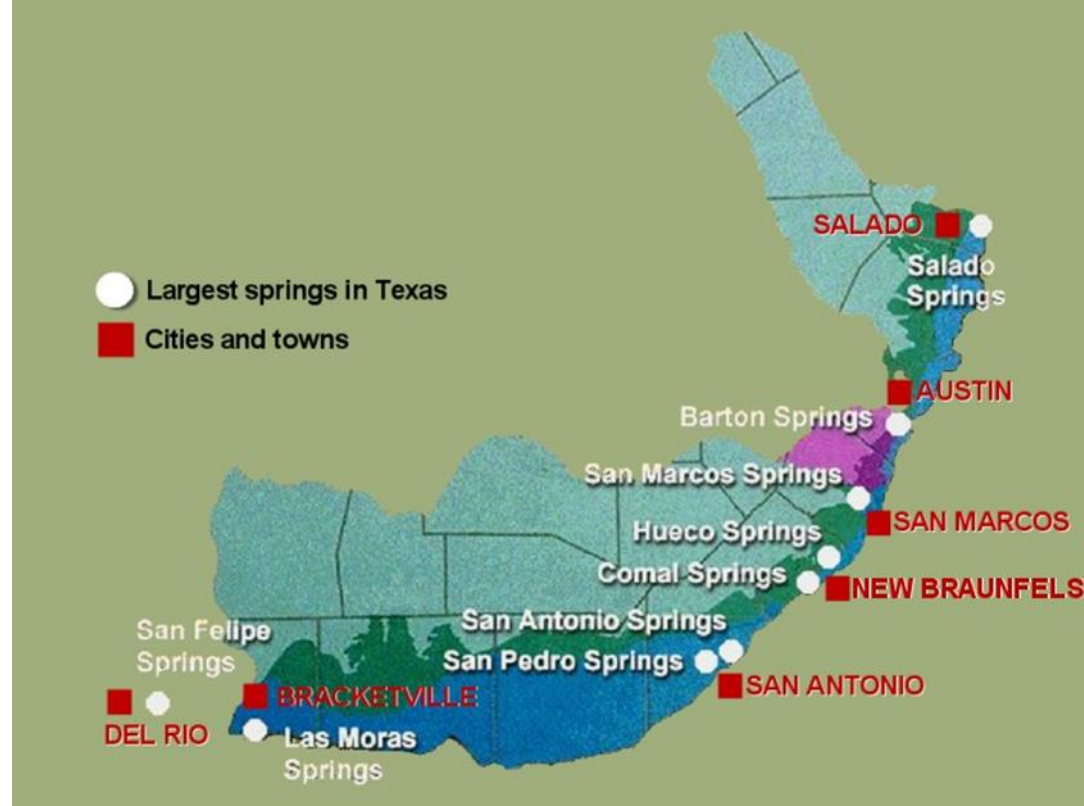 SALADO
Salado
Springs
Largest springs in Texas
Cities and towns
AUSTIN
Barton Springs
San Marcos Springs
SAN MARCOS
Hueco Springs
Comal Springs
NEW BRAUNFELS
San Antonio Springs
San Felipe
Springs
San Pedro Springs
SAN ANTONIO
BRACKETVILLE
DEL RIO
Las Moras
Springs